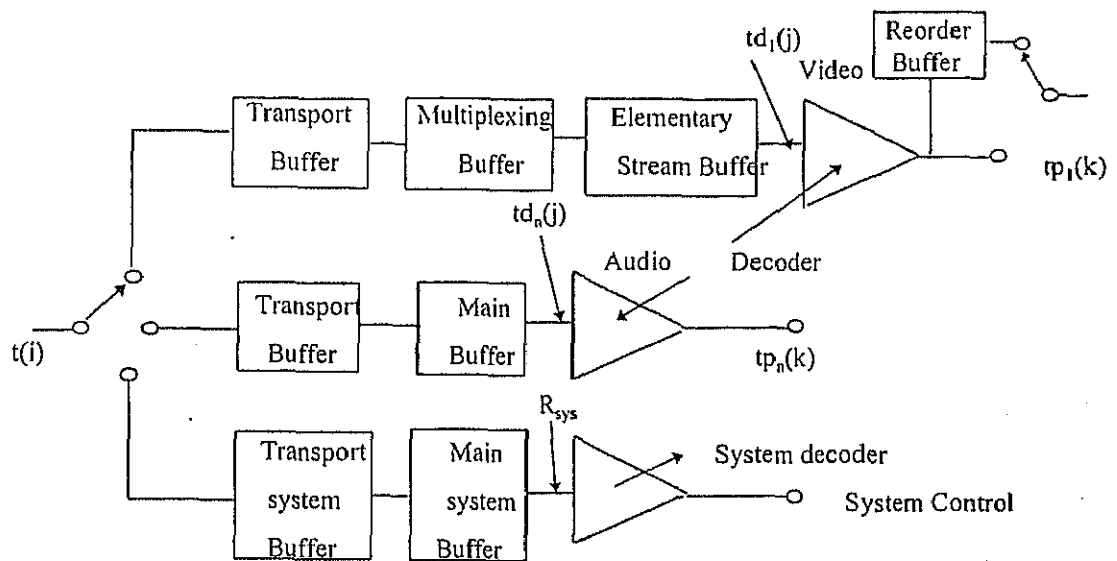 Reorder
Buffer
td₁(j)
Video
Transport
Buffer
Multiplexing
Buffer
Elementary
Stream Buffer
tp₁(k)
tdₙ(j)
Audio
Decoder
t(i)
Transport
Buffer
Main
Buffer
tpₙ(k)
R_sys
Transport
system
Buffer
Main
system
Buffer
System decoder
System Control